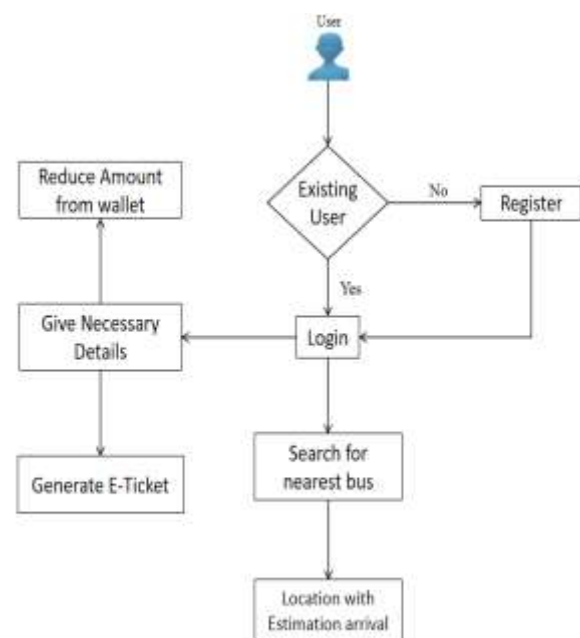 User
Existing
User
No
Register
Yes
Login
Reduce Amount
from wallet
Give Necessary
Details
Generate E-Ticket
Search for
nearest bus
Location with
Estimation arrival